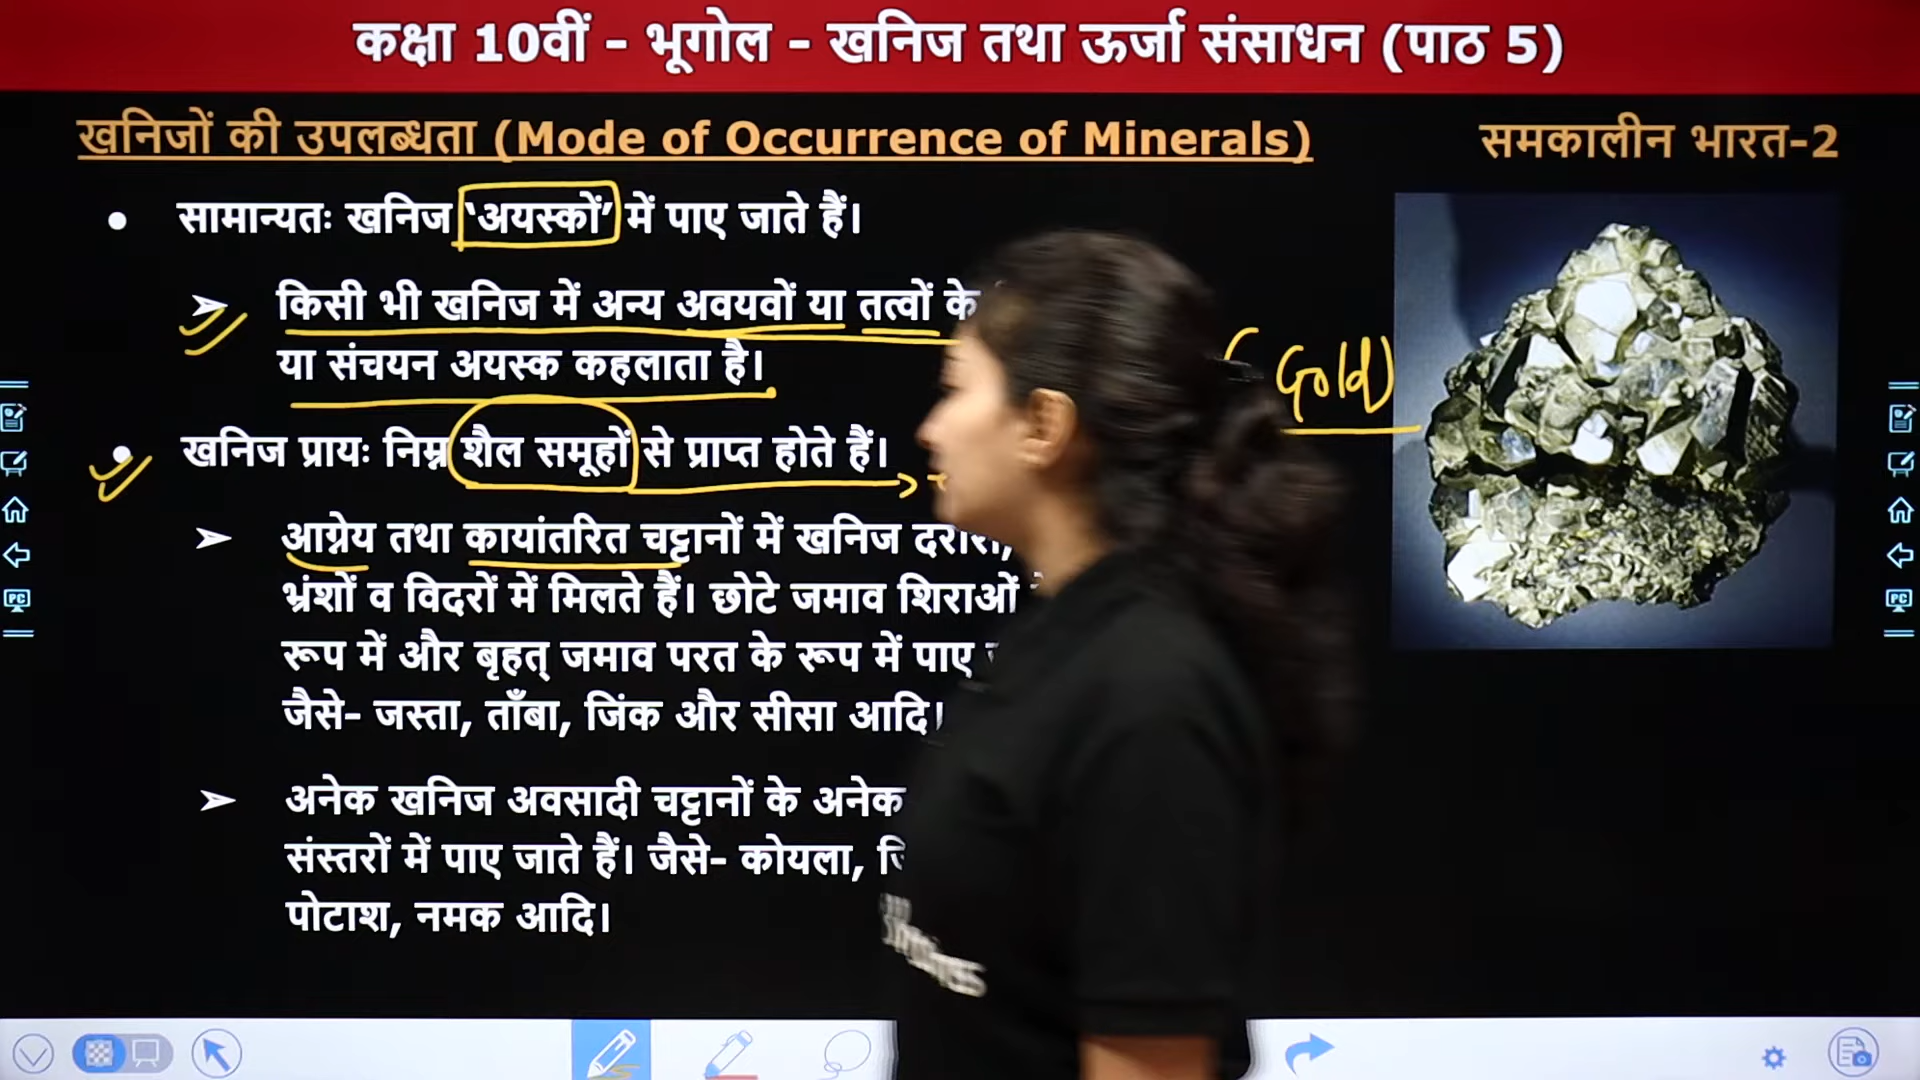 कक्षा 10वीं - भूगोल - खनिज तथा ऊर्जा संसाधन (पाठ 5)
खनिजों की उपलब्धता (Mode of Occurrence of Minerals)
समकालीन भारत-2
सामान्यतः खनिज ‘अयस्कों’ में पाए जाते हैं।
किसी भी खनिज में अन्य अवयवों या तत्वों के
या संचयन अयस्क कहलाता है।
Gold
खनिज प्रायः निम्न शैल समूहों से प्राप्त होते हैं।
आग्नेय तथा कायांतरित चट्टानों में खनिज
भ्रंशों व विदरों में मिलते हैं। छोटे जमाव शिराओं
रूप में और बृहत् जमाव परत के रूप में पाए
जैसे- जस्ता, ताँबा, जिंक और सीसा आदि।
अनेक खनिज अवसादी चट्टानों के अनेक
संस्तरों में पाए जाते हैं। जैसे- कोयला,
पोटाश, नमक आदि।
PC
PC